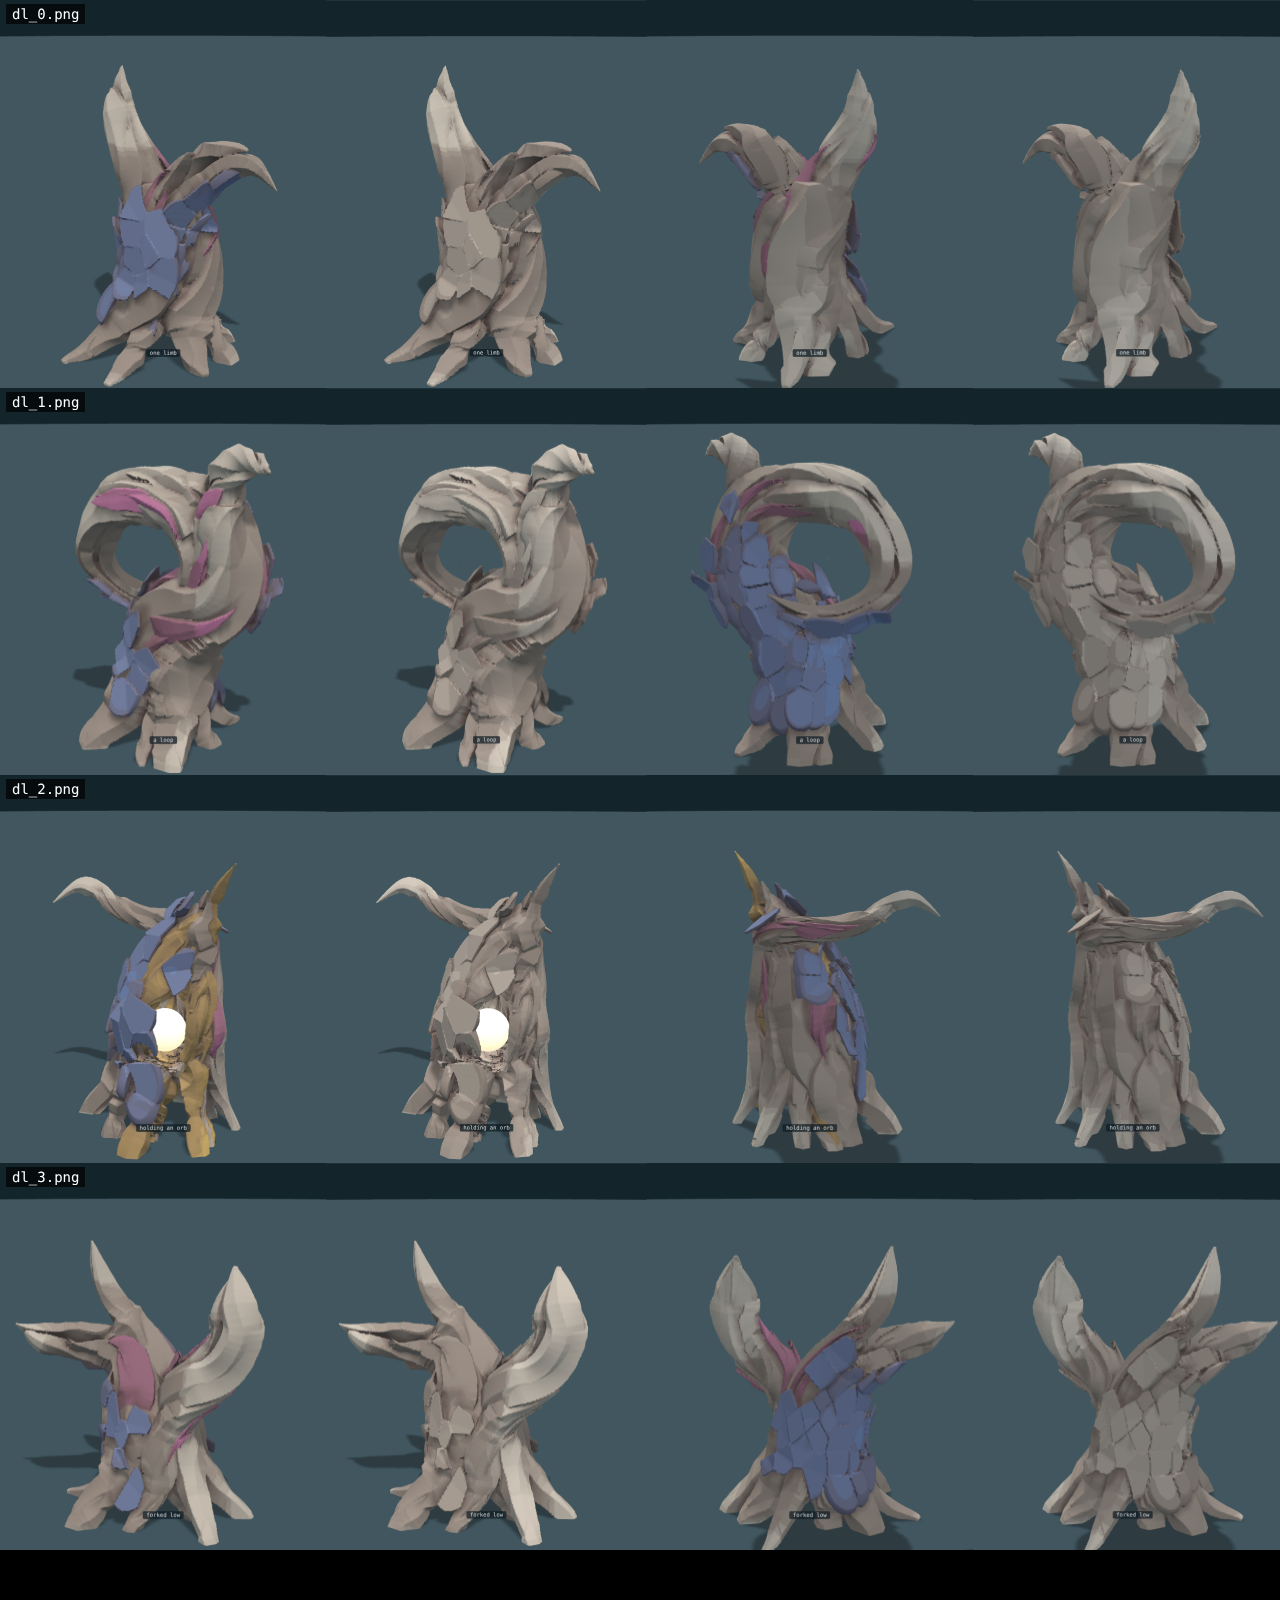 dl_0.png
one limb
one limb
one limb
one limb
dl_1.png
a loop
a loop
a loop
a loop
dl_2.png
holding an orb
holding an orb
holding an orb
holding an orb
dl_3.png
forked low
forked low
forked low
forked low